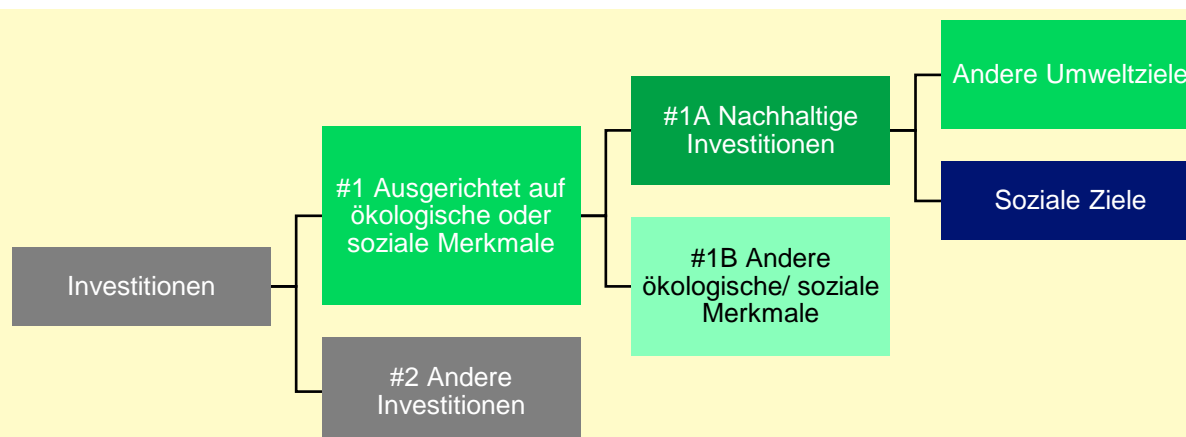 Investitionen
#1 Ausgerichtet auf
ökologische oder
soziale Merkmale
#2 Andere
Investitionen
#1A Nachhaltige
Investitionen
#1B Andere
ökologische/ soziale
Merkmale
Andere Umweltziele
Soziale Ziele